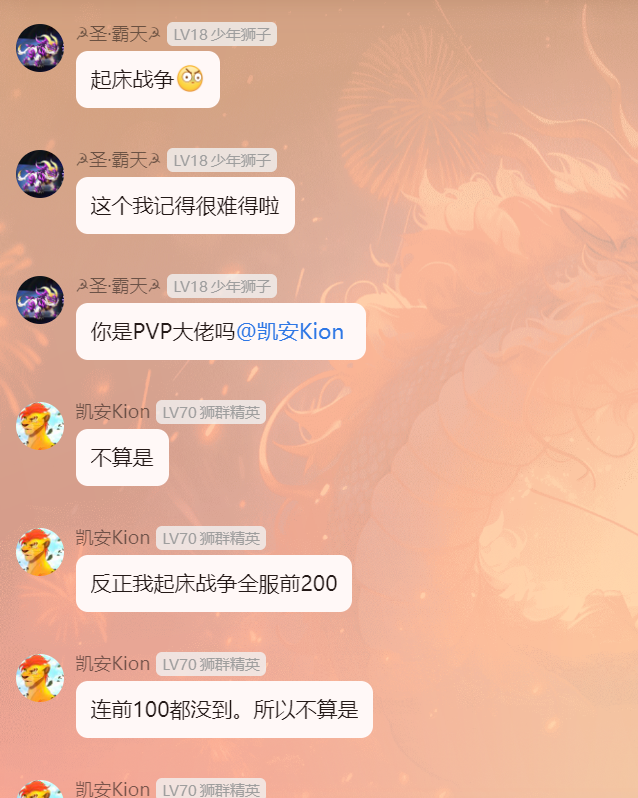 ☭圣·霸天☭ LV18 少年狮子
起床战争🧐
☭圣·霸天☭ LV18 少年狮子
这个我记得很难得啦
☭圣·霸天☭ LV18 少年狮子
你是PVP大佬吗@凯安Kion
凯安Kion LV70 狮群精英
不算是
凯安Kion LV70 狮群精英
反正我起床战争全服前200
凯安Kion LV70 狮群精英
连前100都没到。所以不算是
凯安Kion LV70 狮群精英